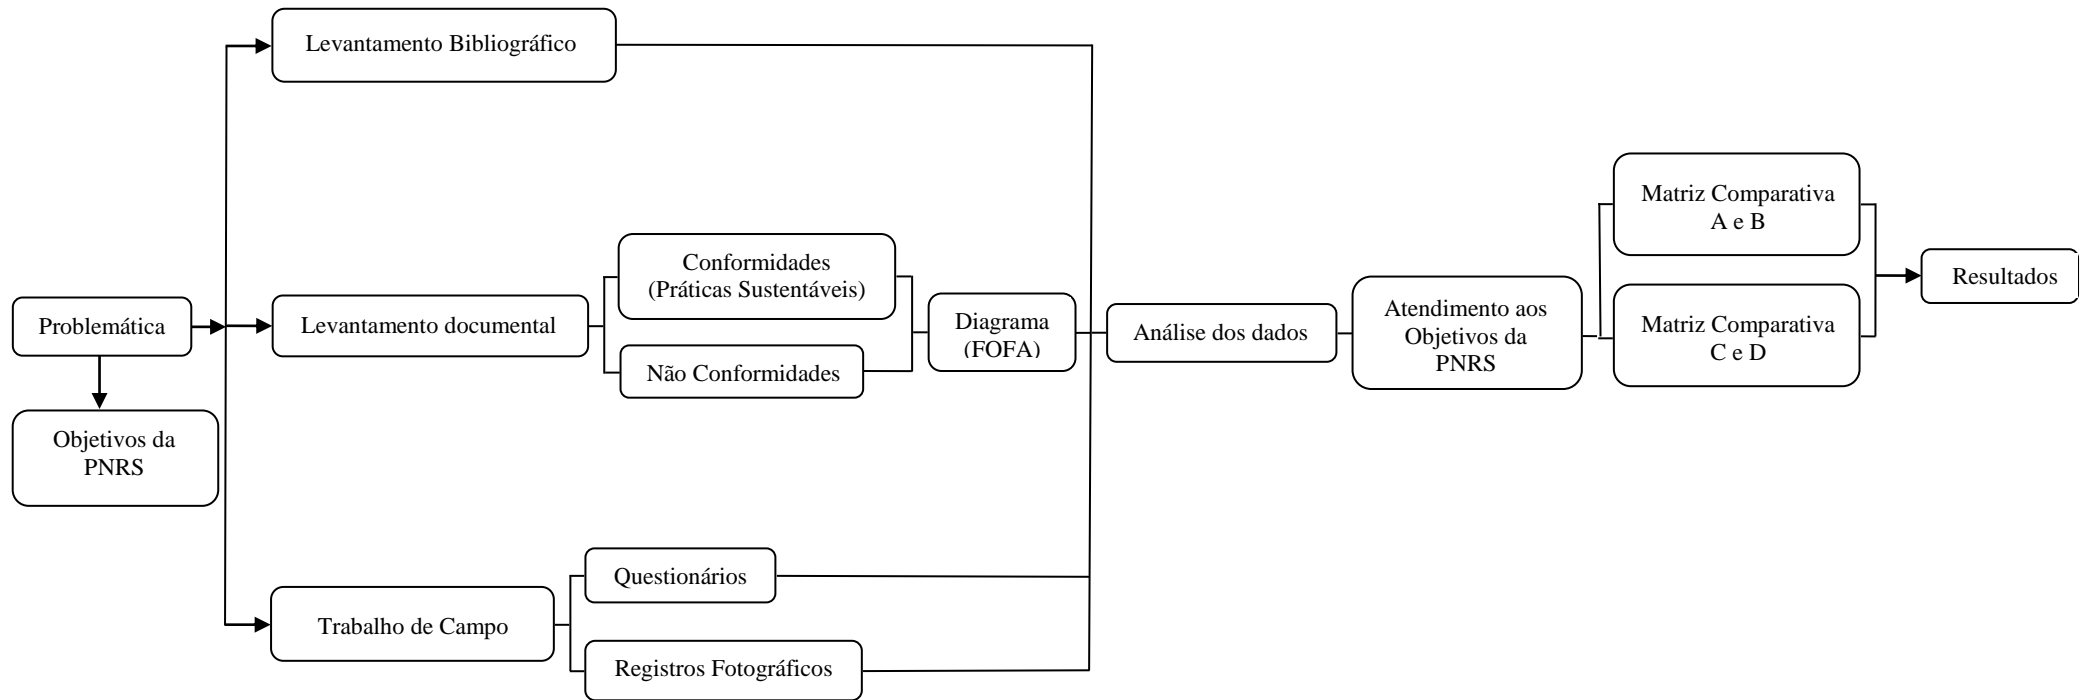 Problemática
Objetivos da
PNRS
Levantamento Bibliográfico
Levantamento documental
Conformidades
(Práticas Sustentáveis)
Não Conformidades
Diagrama
(FOFA)
Trabalho de Campo
Questionários
Registros Fotográficos
Análise dos dados
Atendimento aos
Objetivos da
PNRS
Matriz Comparativa
A e B
Matriz Comparativa
C e D
Resultados